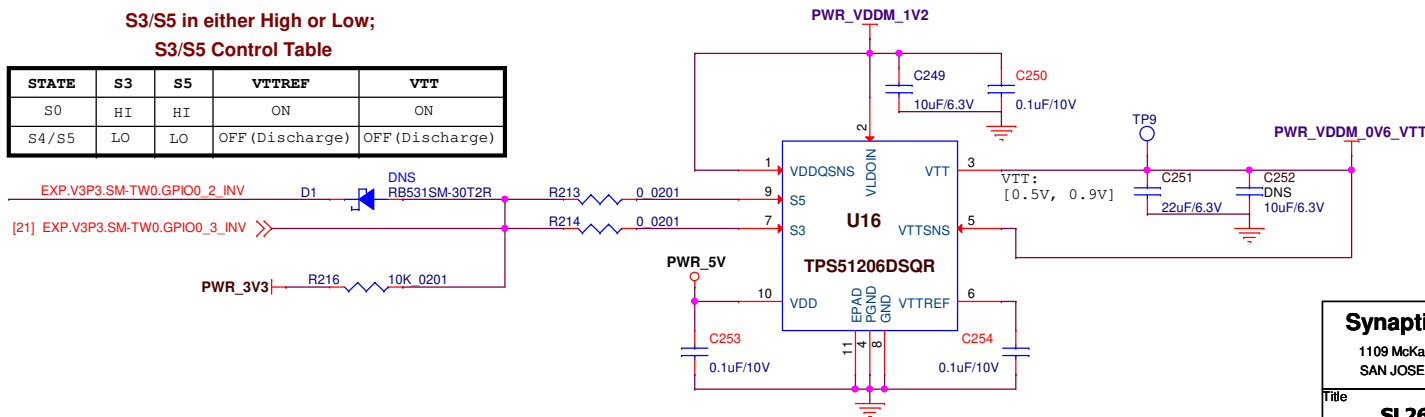 S3/S5 in either High or Low;
S3/S5 Control Table
STATE S3 S5 VTTREF VTT
S0 HI HI ON ON
S4/S5 LO LO OFF(Discharge) OFF(Discharge)
PWR_VDDM_1V2
C249
10uF/6.3V
C250
0.1uF/10V
TP9
PWR_VDDM_0V6_VTT
2
VLDOIN
1 VDDQSNS
VTT 3
VTT:
[0.5V, 0.9V]
C251
22uF/6.3V
C252
DNS
10uF/6.3V
EXP.V3P3.SM-TW0.GPIO0_2_INV
D1
DNS
RB531SM-30T2R
R213 0_0201
9 S5
[21] EXP.V3P3.SM-TW0.GPIO0_3_INV
R214 0_0201
7 S3
U16
VTTSNS 5
TPS51206DSQR
PWR_3V3
R216 10K_0201
PWR_5V
10 VDD
EPAD
PGND
GND
VTTREF 6
11
4
8
C253
0.1uF/10V
C254
0.1uF/10V
1109 McKa
SAN JOSE
Title
SL26